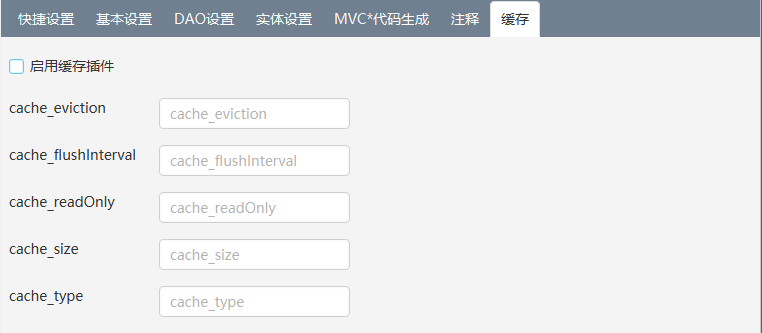 快捷设置 基本设置 DAO设置 实体设置 MVC*代码生成 注释 缓存
启用缓存插件
cache_eviction cache_eviction
cache_flushInterval cache_flushInterval
cache_readOnly cache_readOnly
cache_size cache_size
cache_type cache_type